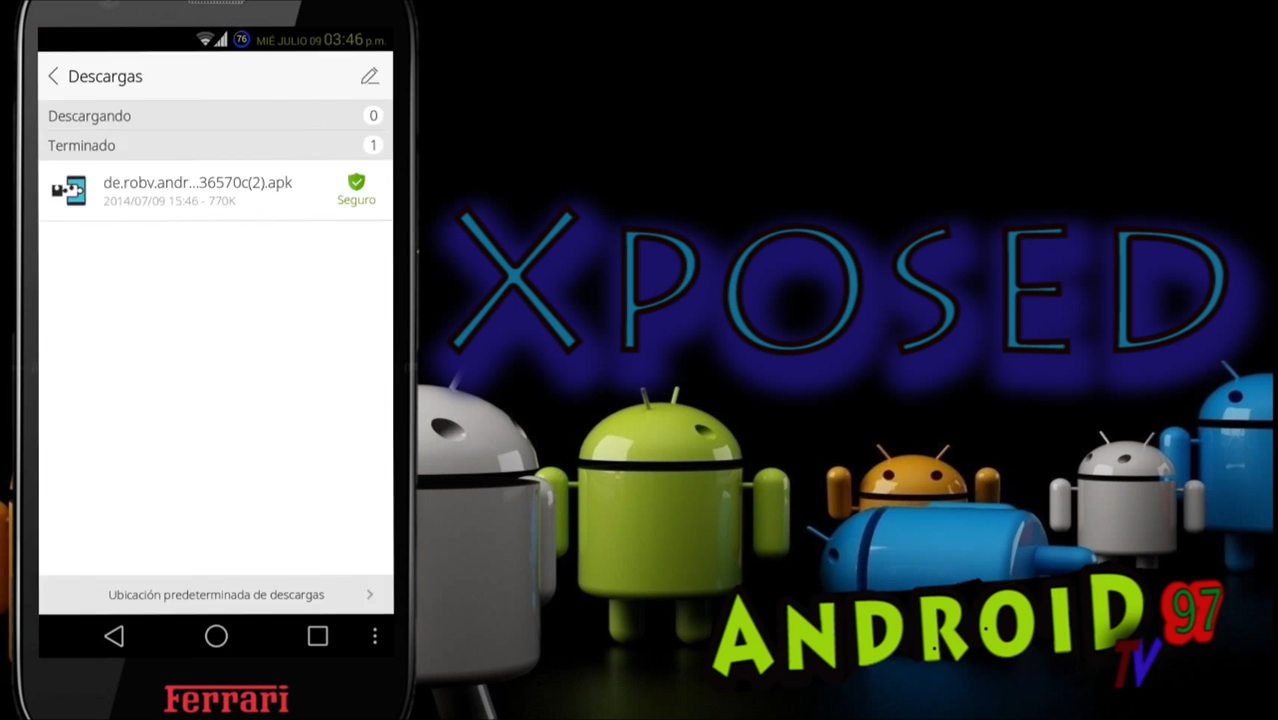 76 MIÉ JULIO 09 03:46 p.m.
Descargas
Descargando 0
Terminado 1
de.robv.andr...36570c(2).apk
2014/07/09 15:46 - 770K
Seguro
Ubicación predeterminada de descargas
Ferrari
XPOSED
ANDROID
TV 97